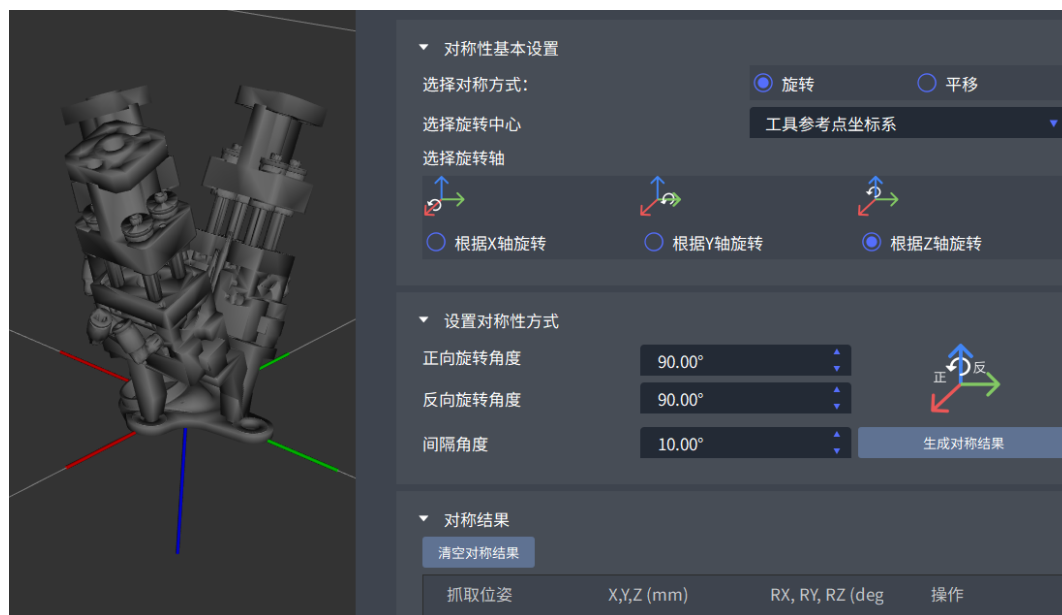 对称性基本设置
选择对称方式:
旋转
平移
选择旋转中心
工具参考点坐标系
选择旋转轴
根据X轴旋转
根据Y轴旋转
根据Z轴旋转
设置对称性方式
正向旋转角度
90.00°
正
反
反向旋转角度
90.00°
间隔角度
10.00°
生成对称结果
对称结果
清空对称结果
抓取位姿
X,Y,Z (mm)
RX, RY, RZ (deg
操作